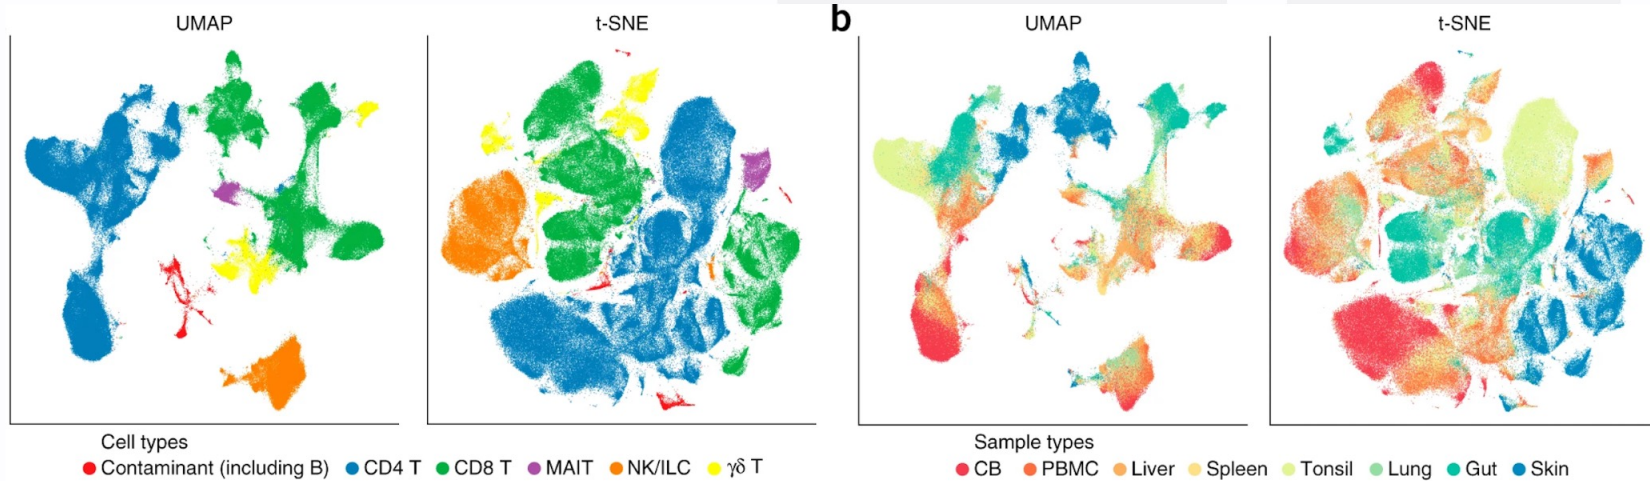 UMAP
t-SNE
b
UMAP
t-SNE
Cell types
Contaminant (including B) CD4 T CD8 T MAIT NK/ILC γδ T
Sample types
CB PBMC Liver Spleen Tonsil Lung Gut Skin